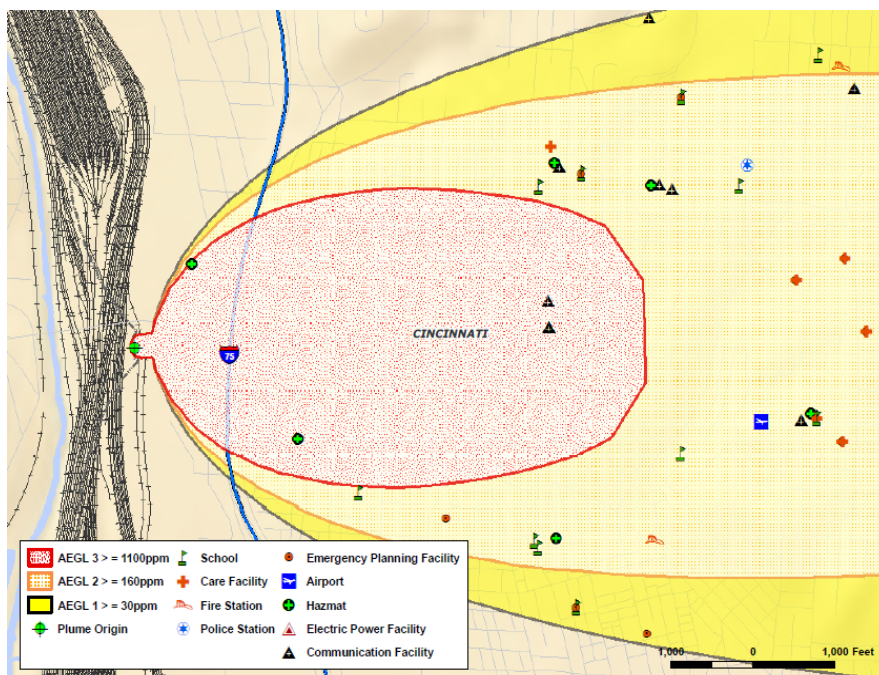 CINCINNATI
75
AEGL 3 > = 1100ppm
AEGL 2 > = 160ppm
AEGL 1 > = 30ppm
Plume Origin
School
Care Facility
Fire Station
Police Station
Emergency Planning Facility
Airport
Hazmat
Electric Power Facility
Communication Facility
1,000 0 1,000 Feet